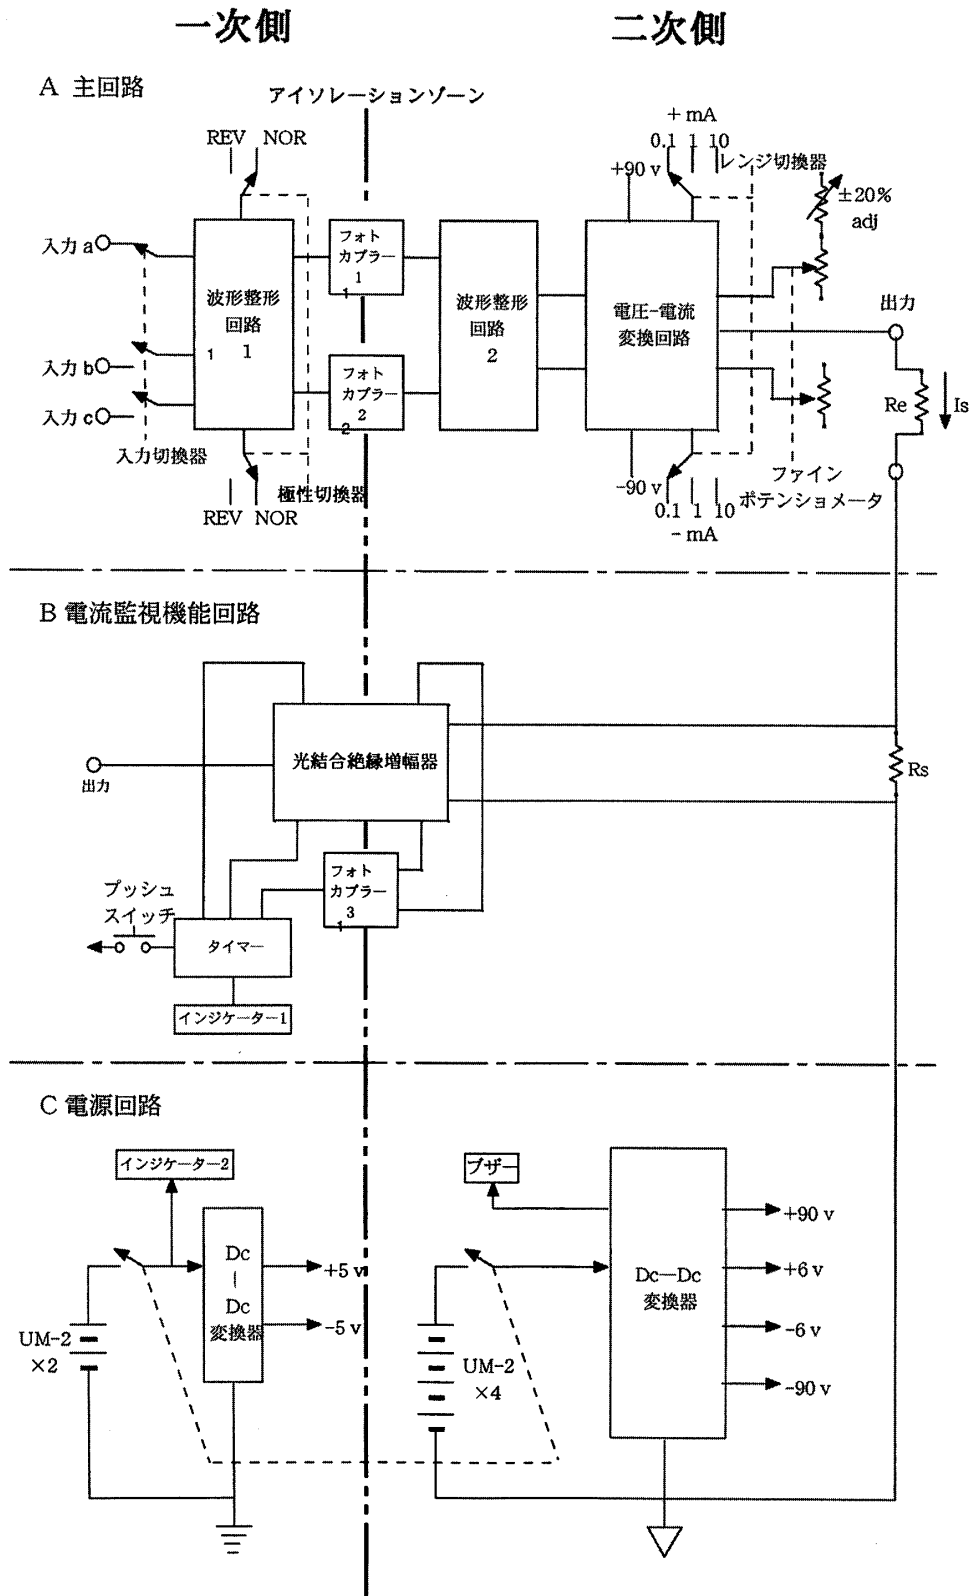 一次側
二次側
A 主回路
アイソレーションゾーン
REV NOR
入力 a
入力 b
入力 c
入力切換器
波形整形
回路
1 1
REV NOR
極性切換器
フォト
カプラー
1
1
フォト
カプラー
2
2
波形整形
回路
2
+ mA
0.1 1 10
レンジ切換器
+90 v
電圧-電流
変換回路
-90 v
0.1 1 10
- mA
±20%
adj
ファイン
ポテンショメータ
出力
Re
Is
B 電流監視機能回路
光結合絶縁増幅器
出力
Rs
フォト
カプラー
3
1
プッシュ
スイッチ
タイマー
インジケーター1
C 電源回路
インジケーター2
Dc
|
Dc
変換器
+5 v
-5 v
UM-2
×2
ブザー
UM-2
×4
Dc—Dc
変換器
+90 v
+6 v
-6 v
-90 v